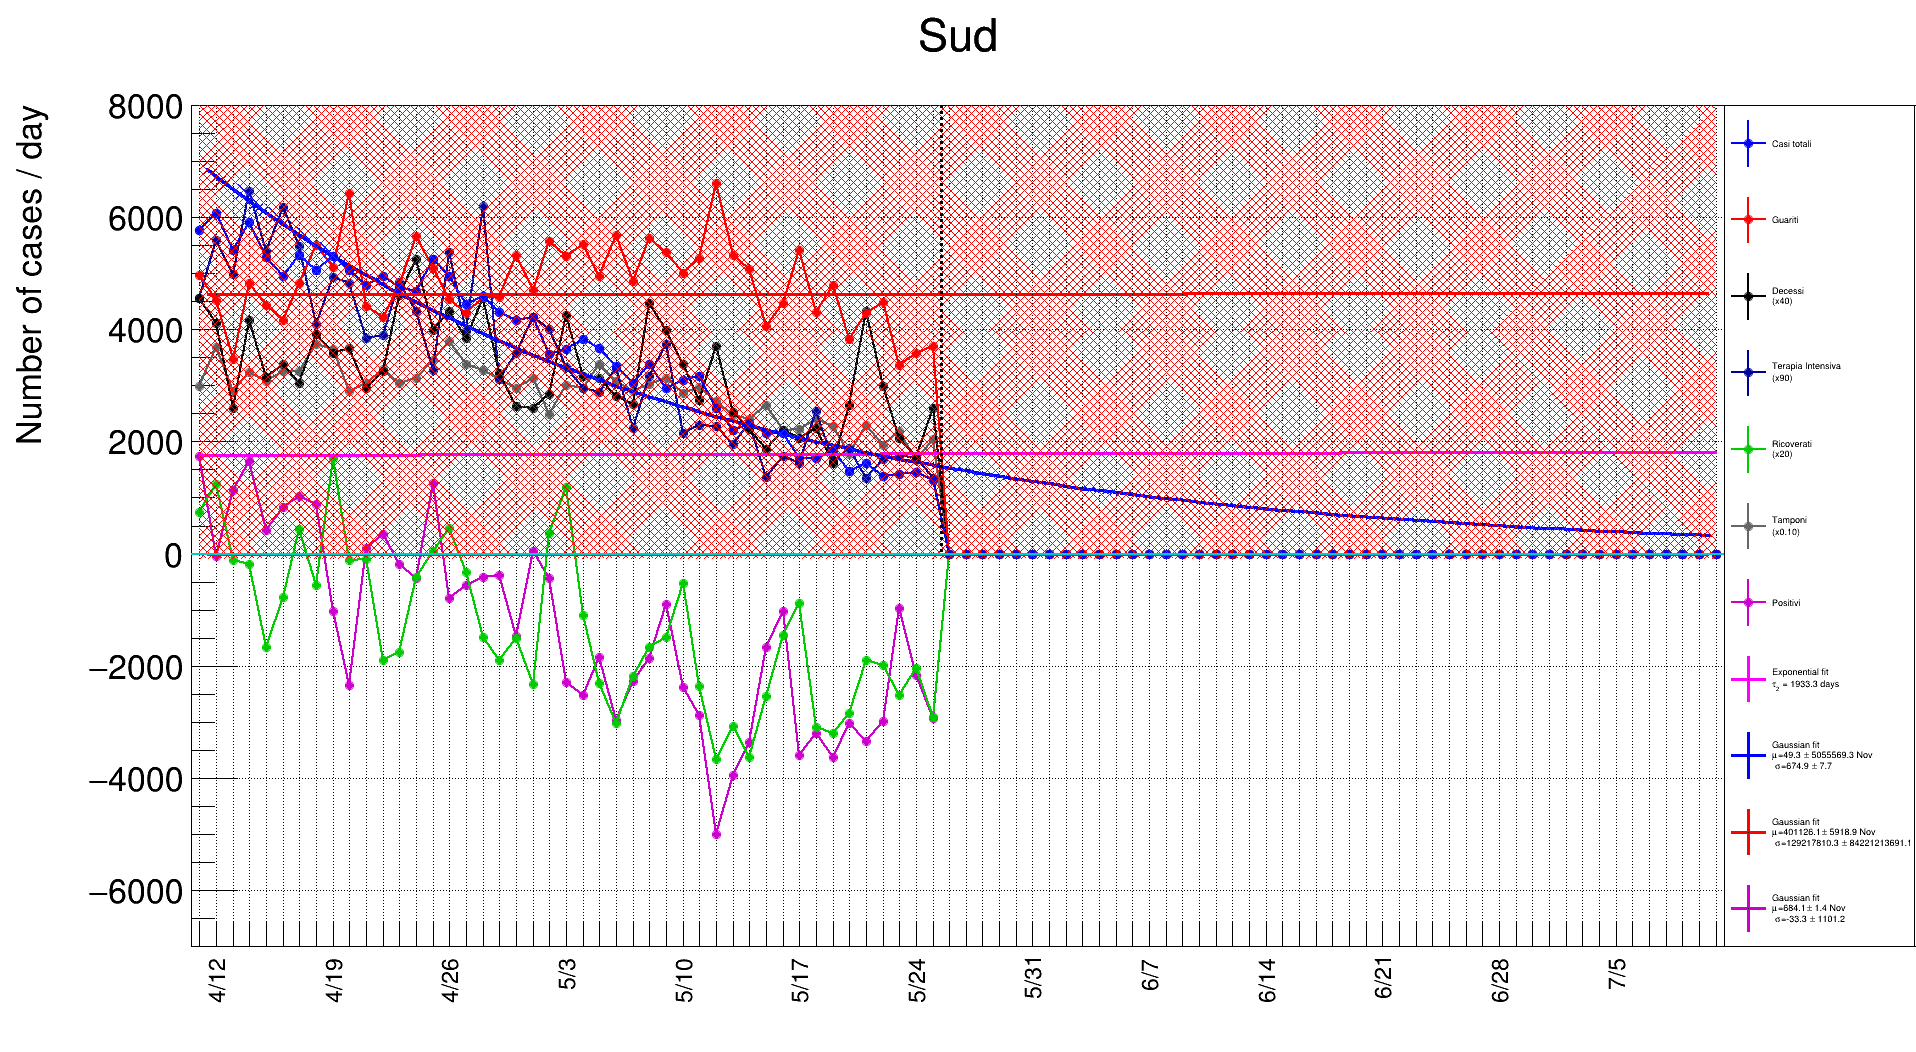 Sud
Number of cases / day
8000
6000
4000
2000
0
−2000
−4000
−6000
4/12
4/19
4/26
5/3
5/10
5/17
5/24
5/31
6/7
6/14
6/21
6/28
7/5
Casi totali
Guariti
Decessi
(x40)
Terapia Intensiva
(x90)
Ricoverati
(x20)
Tamponi
(x0.10)
Positivi
Exponential fit
τ₂ = 1933.3 days
Gaussian fit
μ=49.3 ± 5055569.3 Nov
σ=674.9 ± 7.7
Gaussian fit
μ=401126.1 ± 5918.9 Nov
σ=129217810.3 ± 84221213691.1
Gaussian fit
μ=684.1 ± 1.4 Nov
σ=-33.3 ± 1101.2